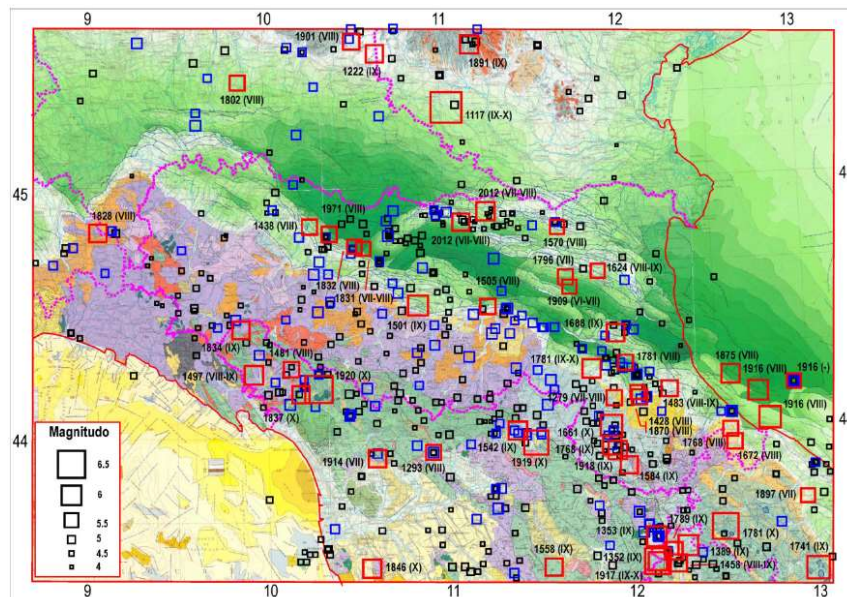 9 10 11 12 13
1901 (VIII)
1222 (IX)
1891 (IX)
1802 (VIII)
1117 (IX-X)
45
4
1828 (VIII)
1438 (VIII)
1971 (VIII)
2012 (VII-VIII)
2012 (VII-VIII)
1570 (VIII)
1796 (VII)
1624 (VIII-IX)
1832 (VIII)
1831 (VII-VIII)
1505 (VIII)
1909 (VI-VII)
1501 (IX)
1688 (IX)
1834 (IX)
1481 (VIII)
1497 (VIII-IX)
1920 (X)
1837 (X)
1781 (IX-X)
1781 (VIII)
1875 (VIII)
1916 (-)
1916 (VIII)
1279 (VII-VIII)
1483 (VIII-IX)
1916 (VIII)
44
4
1428 (VIII)
1870 (VIII)
1661 (X)
1768 (IX)
1768 (VII)
1672 (VIII)
1542 (IX)
1919 (X)
1918 (X)
1584 (IX)
1914 (VII)
1293 (VIII)
1897 (VII)
1789 (IX)
1353 (IX)
1781 (X)
1352 (IX)
1389 (IX)
1741 (IX)
1458 (VIII-IX)
1917 (IX-X)
1558 (IX)
1846 (X)
Magnitudo
6.5
6
5.5
5
4.5
4
9 10 11 12 13